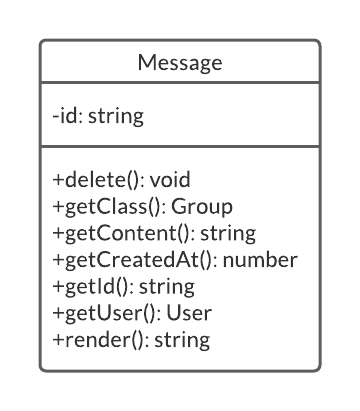 Message
-id: string
+delete(): void
+getClass(): Group
+getContent(): string
+getCreatedAt(): number
+getId(): string
+getUser(): User
+render(): string